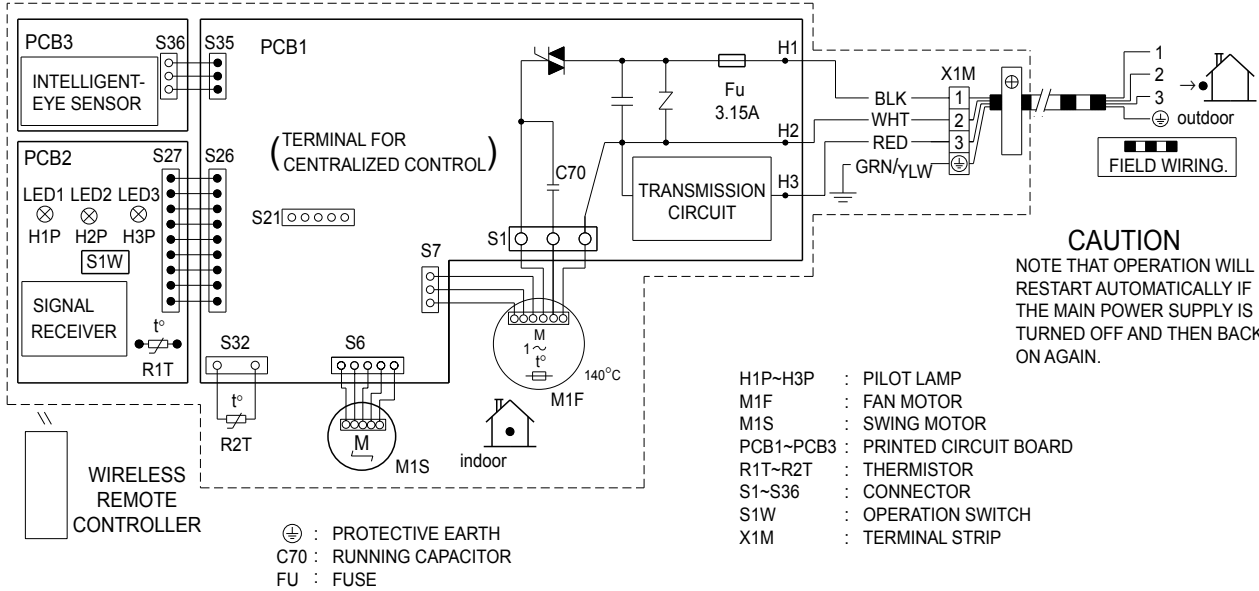 PCB3
S36
S35
PCB1
INTELLIGENT-
EYE SENSOR
H1
Fu
3.15A
X1M
BLK
1
WHT
2
RED
3
GRN/YLW
H2
H3
1
2
3
outdoor
FIELD WIRING.
(TERMINAL FOR
CENTRALIZED CONTROL)
C70
TRANSMISSION
CIRCUIT
PCB2
S27
S26
LED1 LED2 LED3
H1P H2P H3P
S1W
S21
S1
S7
SIGNAL
RECEIVER
t°
R1T
S32
S6
t°
R2T
M
M1S
M
1~
t°
140°C
M1F
indoor
WIRELESS
REMOTE
CONTROLLER
CAUTION
NOTE THAT OPERATION WILL
RESTART AUTOMATICALLY IF
THE MAIN POWER SUPPLY IS
TURNED OFF AND THEN BACK
ON AGAIN.
H1P~H3P : PILOT LAMP
M1F : FAN MOTOR
M1S : SWING MOTOR
PCB1~PCB3 : PRINTED CIRCUIT BOARD
R1T~R2T : THERMISTOR
S1~S36 : CONNECTOR
S1W : OPERATION SWITCH
X1M : TERMINAL STRIP
: PROTECTIVE EARTH
C70 : RUNNING CAPACITOR
FU : FUSE